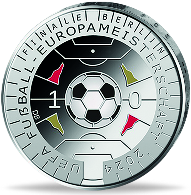 FINALE BERLIN
UEFA FUSSBALL-EUROPAMEISTERSCHAFT 2024
1 0